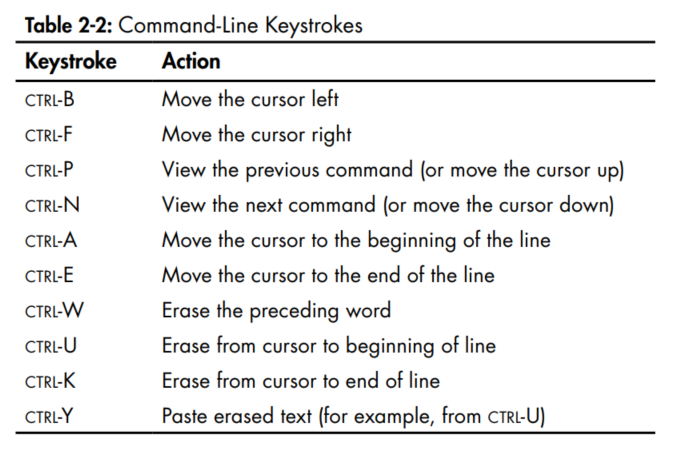 Table 2-2: Command-Line Keystrokes
Keystroke Action
CTRL-B Move the cursor left
CTRL-F Move the cursor right
CTRL-P View the previous command (or move the cursor up)
CTRL-N View the next command (or move the cursor down)
CTRL-A Move the cursor to the beginning of the line
CTRL-E Move the cursor to the end of the line
CTRL-W Erase the preceding word
CTRL-U Erase from cursor to beginning of line
CTRL-K Erase from cursor to end of line
CTRL-Y Paste erased text (for example, from CTRL-U)